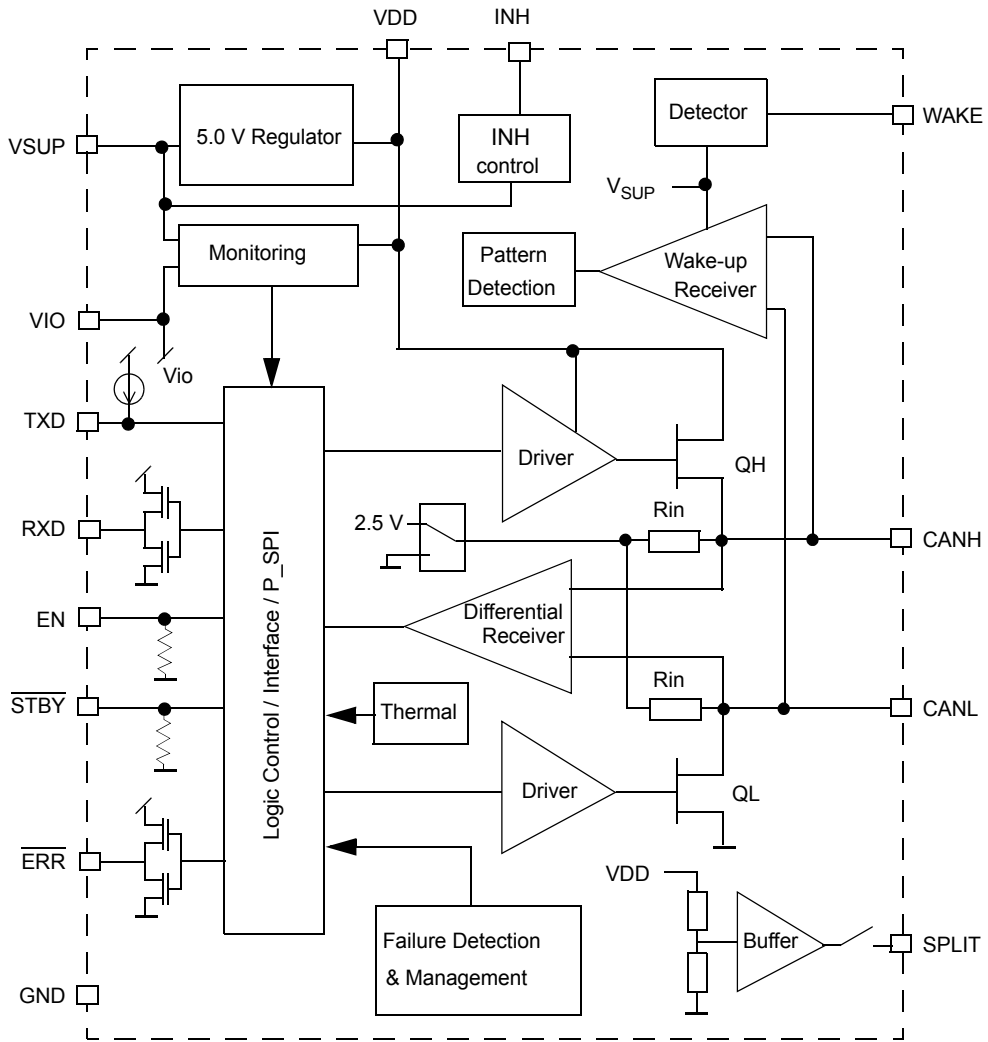 VDD
INH
VSUP
5.0 V Regulator
INH
control
Detector
WAKE
VSUP
Monitoring
Pattern
Detection
Wake-up
Receiver
VIO
Vio
TXD
Driver
QH
RXD
2.5 V
Rin
CANH
EN
Differential
Receiver
Logic Control / Interface / P_SPI
STBY
Rin
CANL
Thermal
Driver
QL
ERR
VDD
Failure Detection
& Management
Buffer
SPLIT
GND